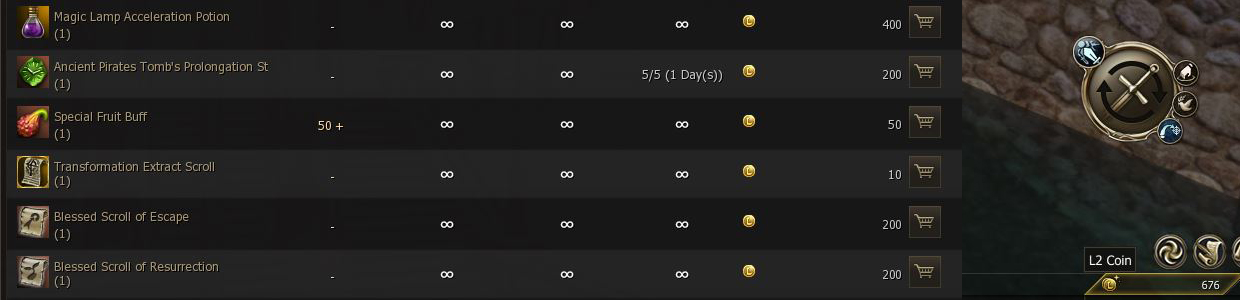 Magic Lamp Acceleration Potion
(1)
- ∞ ∞ ∞ 400
Ancient Pirates Tomb's Prolongation St
(1)
- ∞ ∞ 5/5 (1 Day(s)) 200
Special Fruit Buff
(1)
50 + ∞ ∞ ∞ 50
Transformation Extract Scroll
(1)
- ∞ ∞ ∞ 10
Blessed Scroll of Escape
(1)
- ∞ ∞ ∞ 200
Blessed Scroll of Resurrection
(1)
- ∞ ∞ ∞ 200
L2 Coin
676